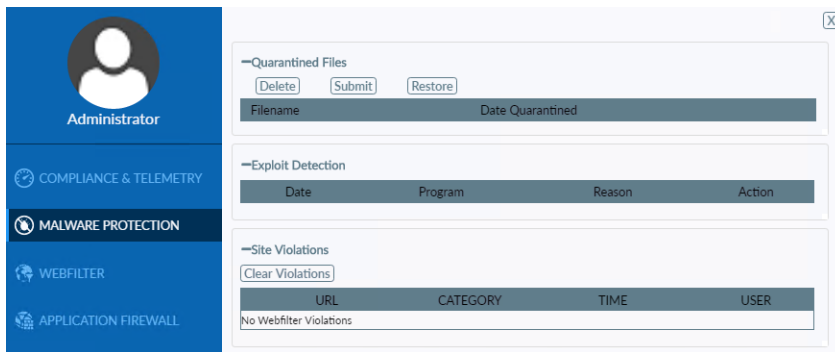 X
Administrator
COMPLIANCE & TELEMETRY
MALWARE PROTECTION
WEBFILTER
APPLICATION FIREWALL
Quarantined Files
Delete Submit Restore
Filename Date Quarantined
Exploit Detection
Date Program Reason Action
Site Violations
Clear Violations
URL CATEGORY TIME USER
No Webfilter Violations